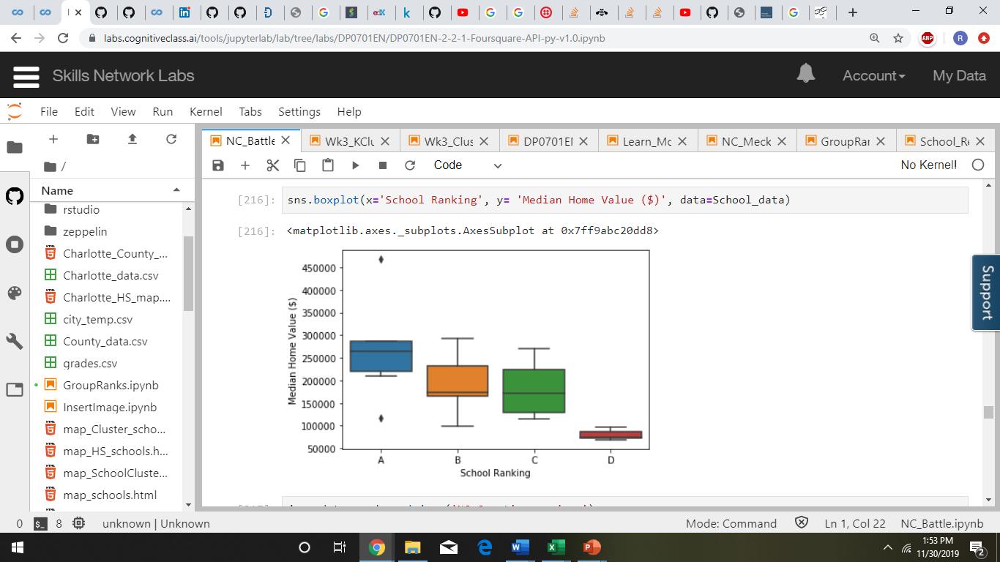 labs.cognitiveclass.ai/tools/jupyterlab/lab/tree/labs/DP0701EN/DP0701EN-2-2-1-Foursquare-API-py-v1.0.ipynb
ABP
R
Skills Network Labs
Account
My Data
File Edit View Run Kernel Tabs Settings Help
NC_Battle
Wk3_KClu
Wk3_Clus
DP0701EI
Learn_Mc
NC_Meck
GroupRar
School_Re
/
Code
No Kernel!
Name
rstudio
zeppelin
Charlotte_County_...
Charlotte_data.csv
Charlotte_HS_map....
city_temp.csv
County_data.csv
grades.csv
GroupRanks.ipynb
InsertImage.ipynb
map_Cluster_scho...
map_HS_schools.h...
map_SchoolCluste...
map_schools.html
[216]: sns.boxplot(x='School Ranking', y= 'Median Home Value ($)', data=School_data)
[216]: <matplotlib.axes._subplots.AxesSubplot at 0x7ff9abc20dd8>
Median Home Value ($)
450000
400000
350000
300000
250000
200000
150000
100000
50000
A B C D
School Ranking
Support
0 $_ 8 unknown | Unknown
Mode: Command
Ln 1, Col 22 NC_Battle.ipynb
1:53 PM
11/30/2019
2